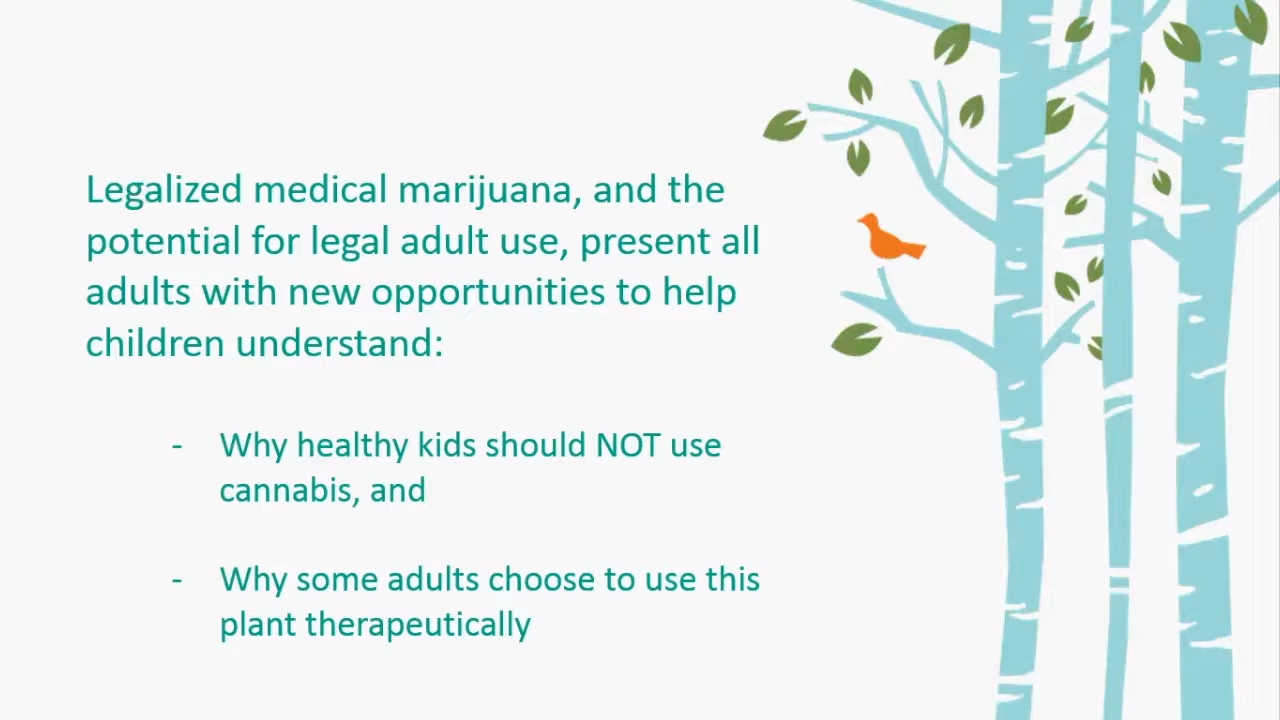 Legalized medical marijuana, and the
potential for legal adult use, present all
adults with new opportunities to help
children understand:
- Why healthy kids should NOT use
cannabis, and
- Why some adults choose to use this
plant therapeutically